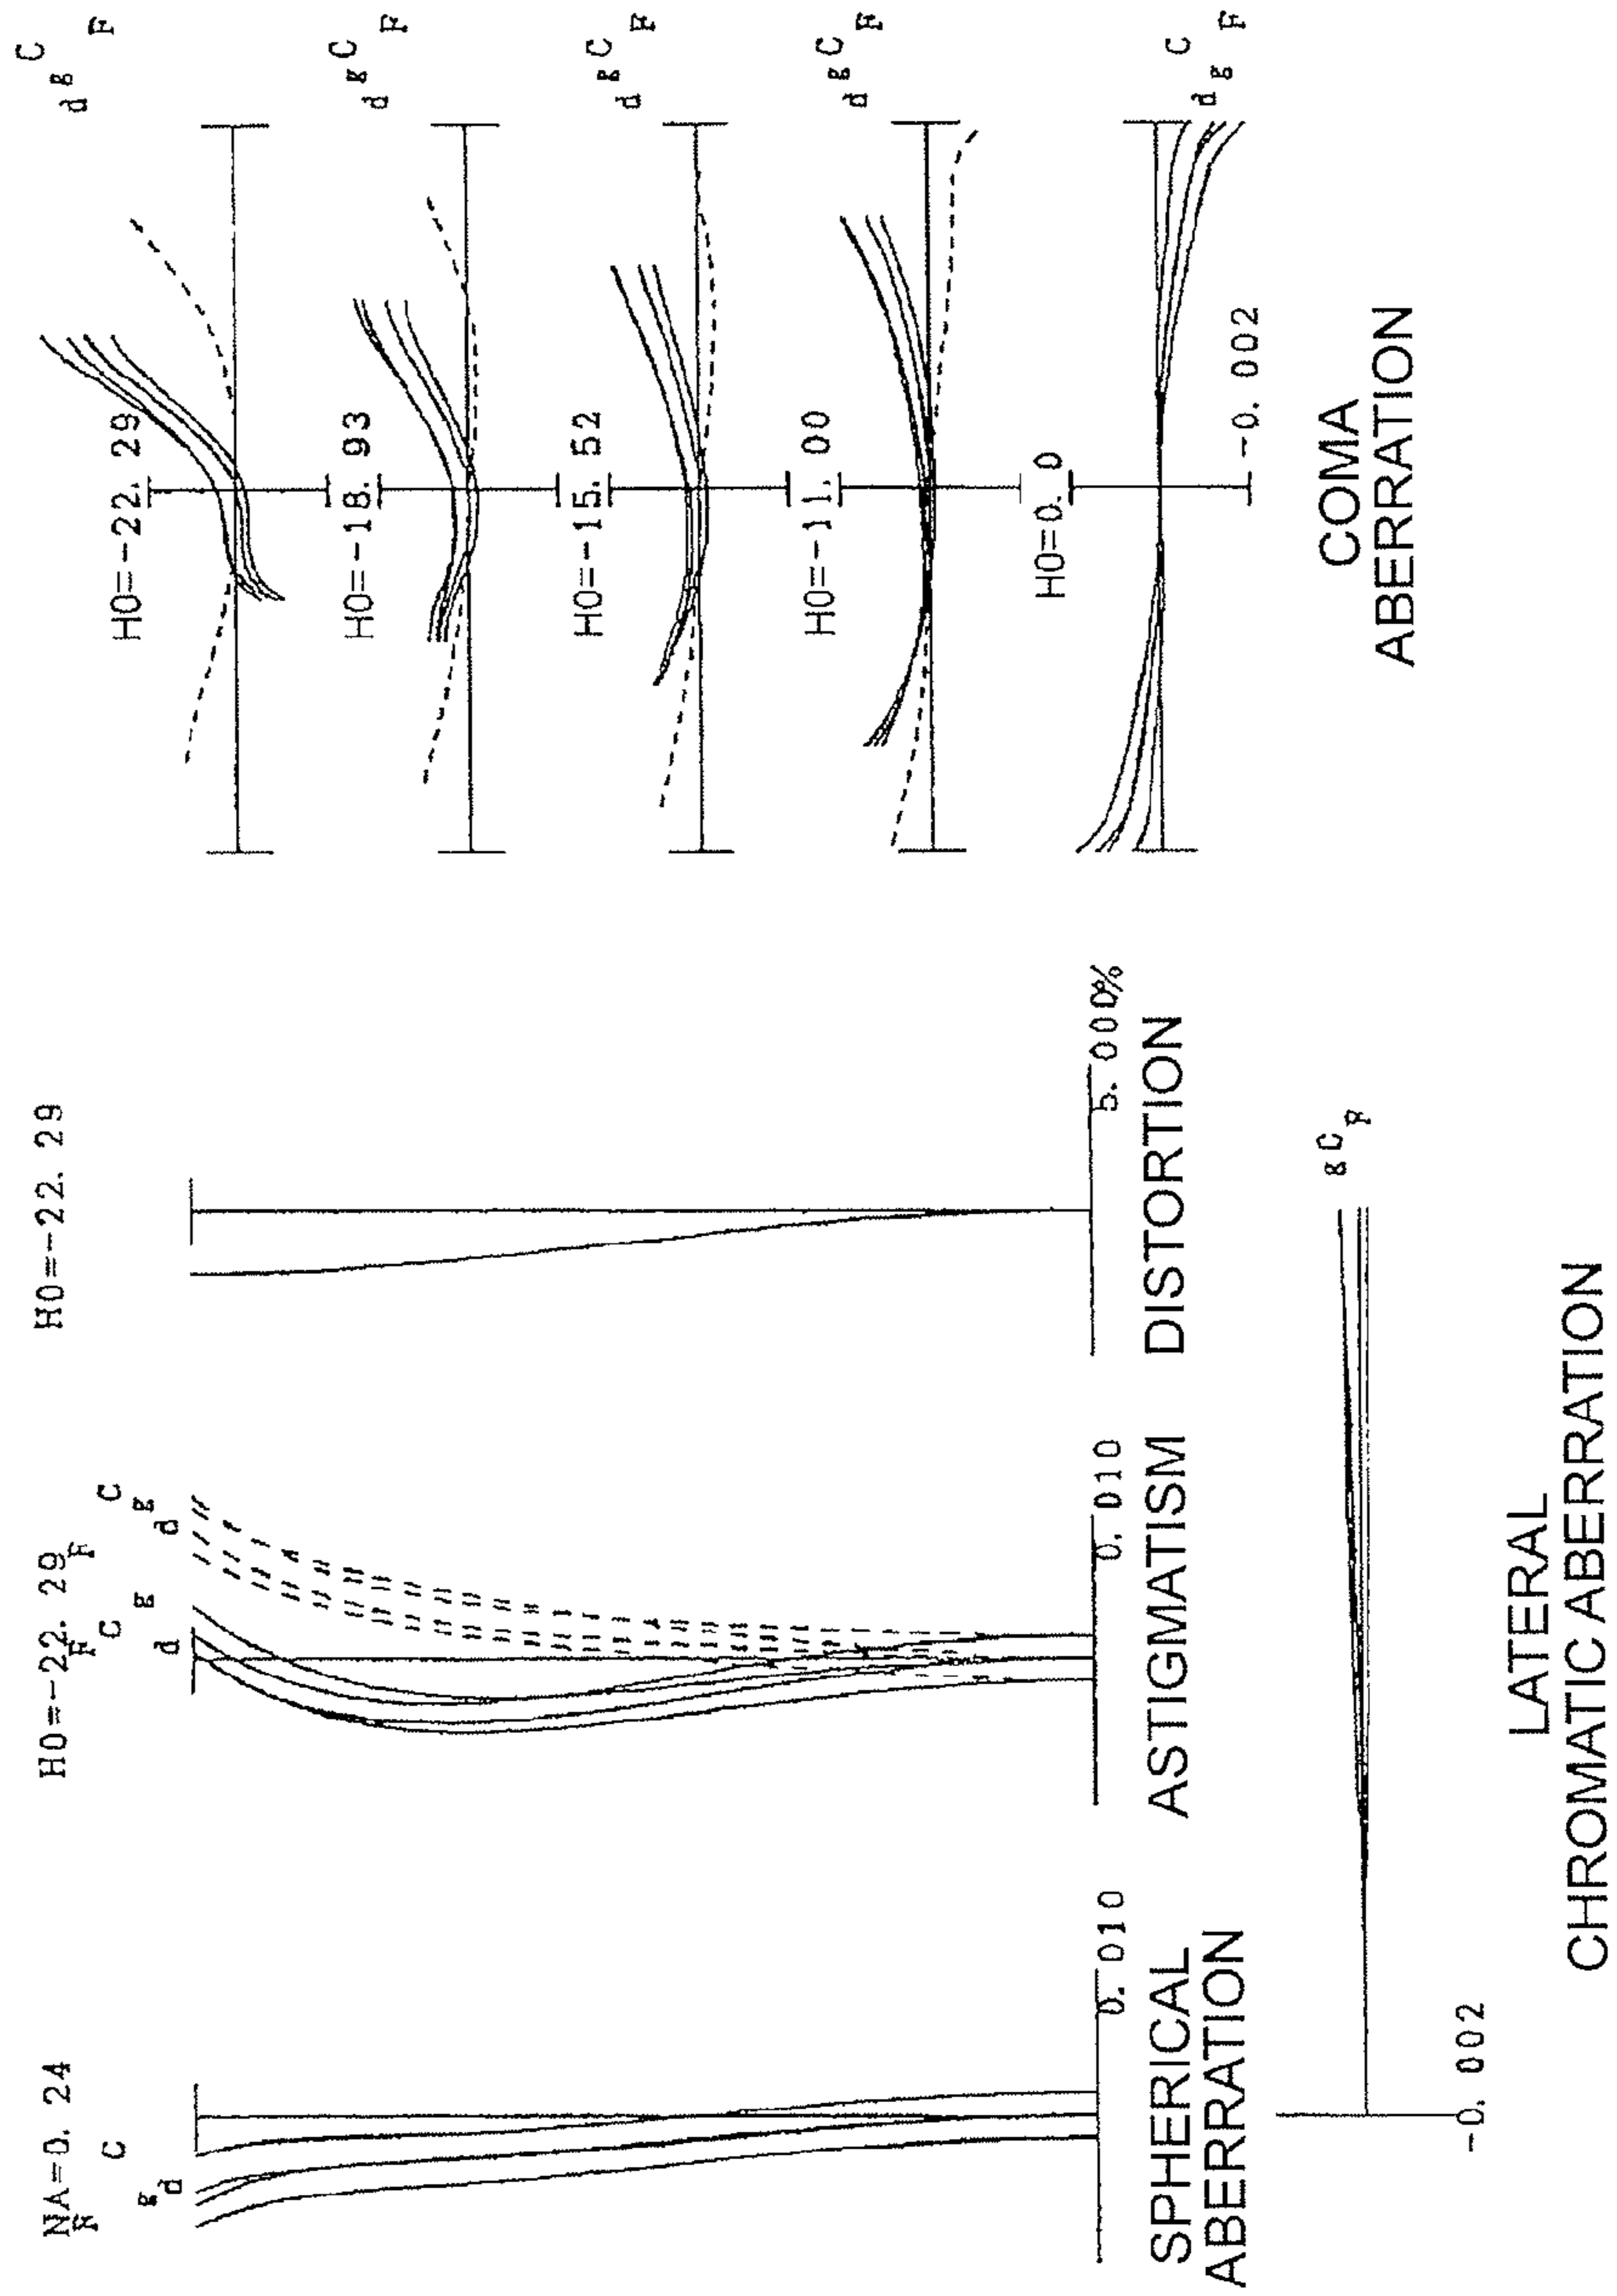 NA=0. 24
F
C
g
d
0. 010
SPHERICAL
ABERRATION
H0=-22. 29
F
C
g
d
F
C
g
d
0. 010
ASTIGMATISM
H0=-22. 29
5. 000%
DISTORTION
H0=-22. 29
d
g
C
F
H0=-18. 93
d
g
C
F
H0=-15. 52
d
g
C
F
H0=-11. 00
d
g
C
F
H0=0. 0
d
g
C
F
-0. 002
COMA
ABERRATION
g
C
F
-0. 002
LATERAL
CHROMATIC ABERRATION